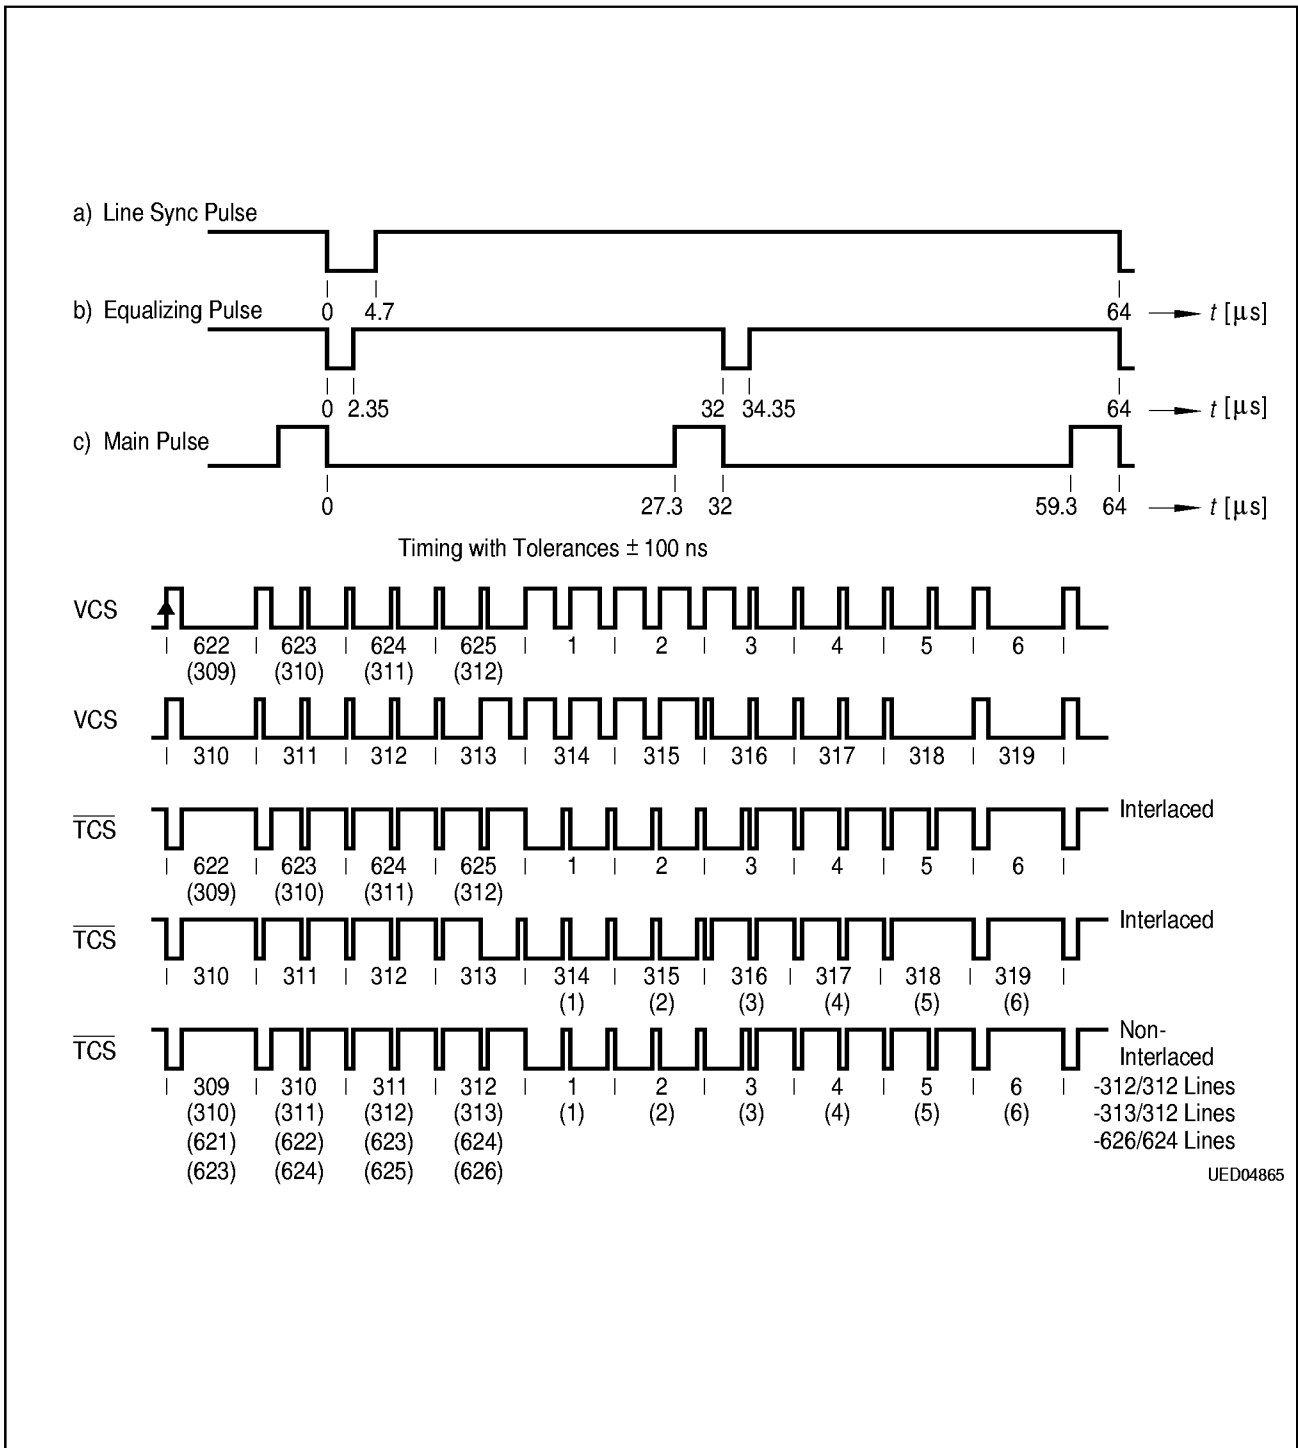 a) Line Sync Pulse
0 4.7 64 t [μs]
b) Equalizing Pulse
0 2.35 32 34.35 64 t [μs]
c) Main Pulse
0 27.3 32 59.3 64 t [μs]
Timing with Tolerances ± 100 ns
VCS
622 623 624 625 1 2 3 4 5 6
(309) (310) (311) (312)
VCS
310 311 312 313 314 315 316 317 318 319
TCS Interlaced
622 623 624 625 1 2 3 4 5 6
(309) (310) (311) (312)
TCS Interlaced
310 311 312 313 314 315 316 317 318 319
(1) (2) (3) (4) (5) (6)
TCS Non-
Interlaced
309 310 311 312 1 2 3 4 5 6 -312/312 Lines
(310) (311) (312) (313) (1) (2) (3) (4) (5) (6) -313/312 Lines
(621) (622) (623) (624) -626/624 Lines
(623) (624) (625) (626)
UED04865